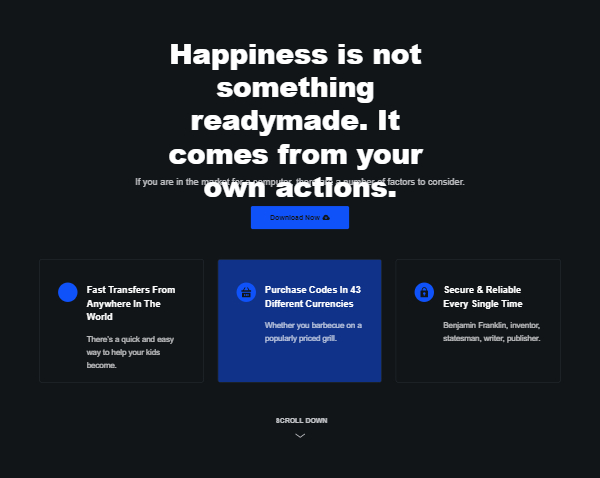 Happiness is not
something
readymade. It
comes from your
own actions.
If you are in the market for a computer, there are a number of factors to consider.
Download Now
Fast Transfers From
Anywhere In The
World
There's a quick and easy
way to help your kids
become.
Purchase Codes In 43
Different Currencies
Whether you barbecue on a
popularly priced grill.
Secure & Reliable
Every Single Time
Benjamin Franklin, inventor,
statesman, writer, publisher.
SCROLL DOWN